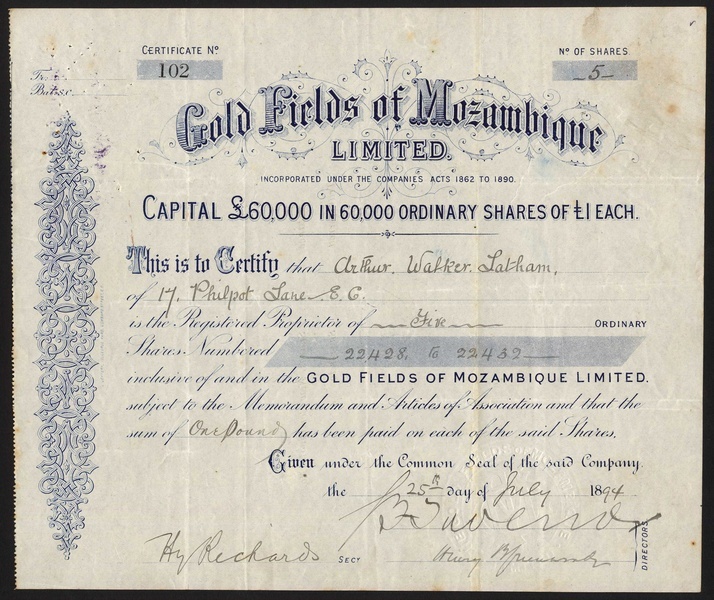 CERTIFICATE Nº
102
Nº OF SHARES
5
Gold Fields of Mozambique
LIMITED.
INCORPORATED UNDER THE COMPANIES ACTS 1862 TO 1890.
CAPITAL £60,000 IN 60,000 ORDINARY SHARES OF £1 EACH.
This is to Certify that Arthur Walker Latham,
of 17, Philpot Lane E.C.
is the Registered Proprietor of Five ORDINARY
Shares Numbered 22428 to 22432
inclusive of and in the GOLD FIELDS OF MOZAMBIQUE LIMITED.
subject to the Memorandum and Articles of Association and that the
sum of One Pound has been paid on each of the said Shares.
Given under the Common Seal of the said Company.
the 25th day of July 1894
DIRECTORS
Hy Richards SECY
Henry